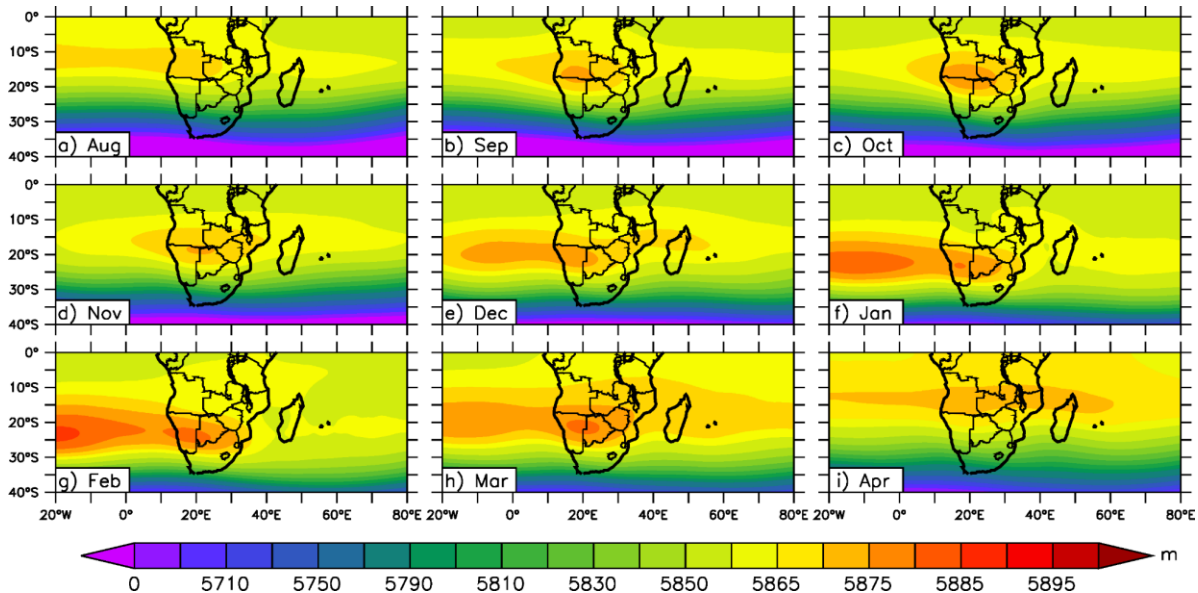 0°
10°S
20°S
30°S
40°S
a) Aug
b) Sep
c) Oct
0°
10°S
20°S
30°S
40°S
d) Nov
e) Dec
f) Jan
0°
10°S
20°S
30°S
40°S
g) Feb
h) Mar
i) Apr
20°W 0° 20°E 40°E 60°E 80°E 20°W 0° 20°E 40°E 60°E 80°E 20°W 0° 20°E 40°E 60°E 80°E
m
0 5710 5750 5790 5810 5830 5850 5865 5875 5885 5895